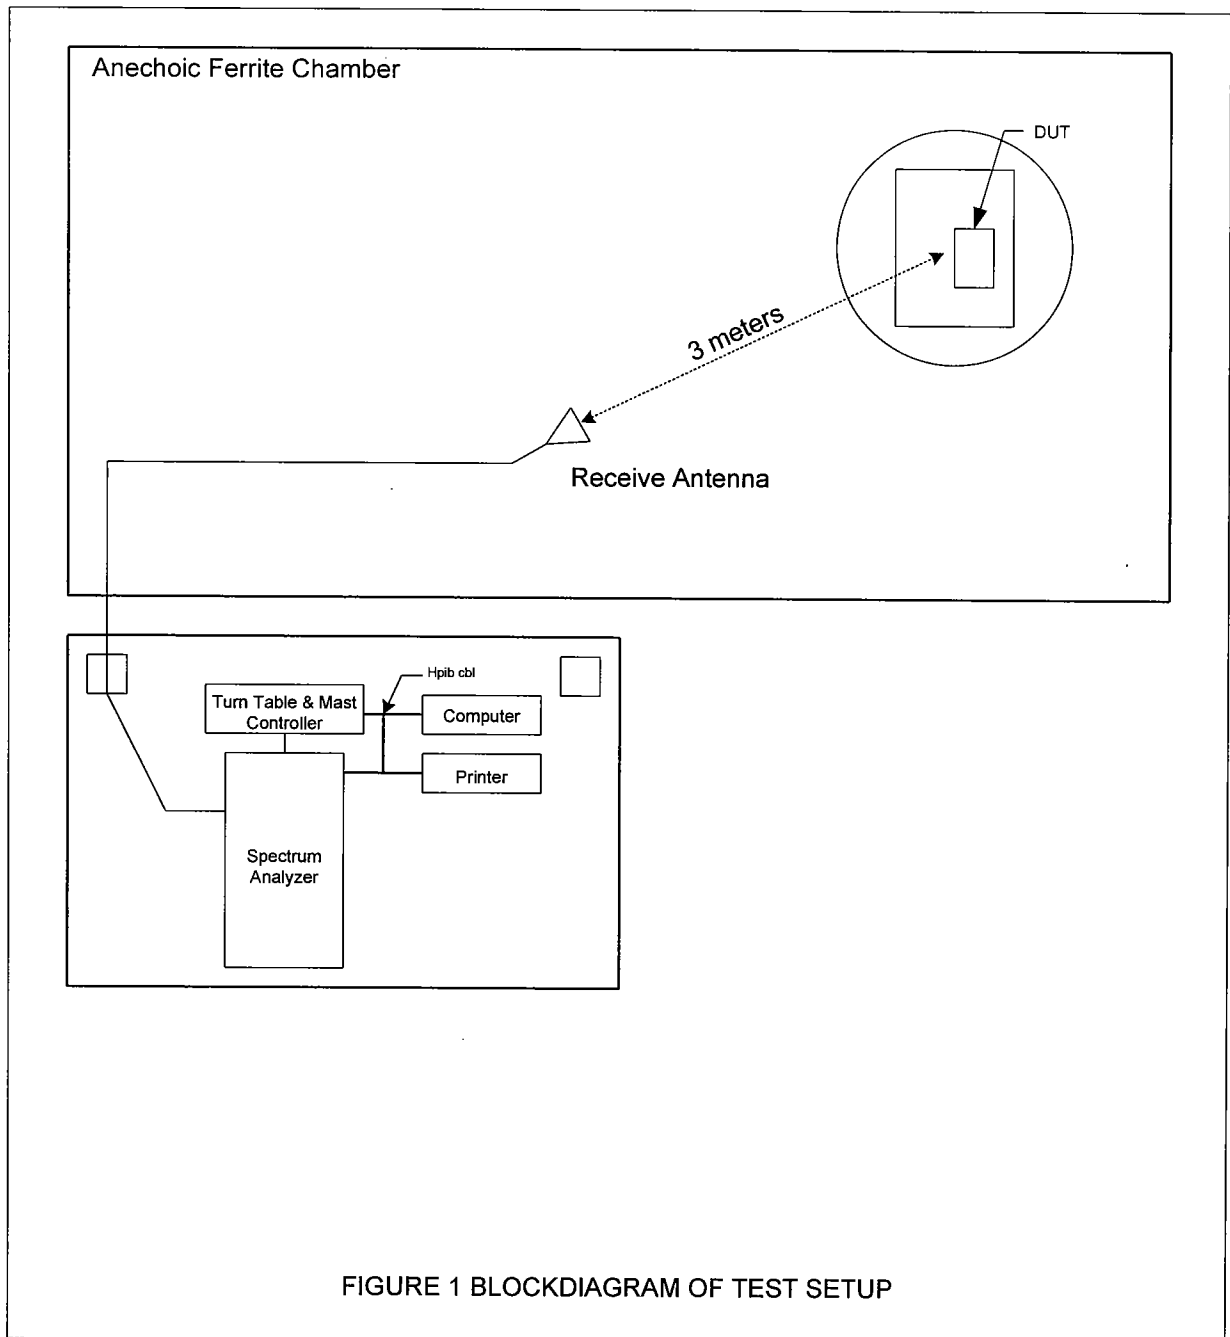 Anechoic Ferrite Chamber
DUT
3 meters
Receive Antenna
Hpib cbl
Turn Table & Mast
Controller
Computer
Printer
Spectrum
Analyzer
FIGURE 1 BLOCKDIAGRAM OF TEST SETUP